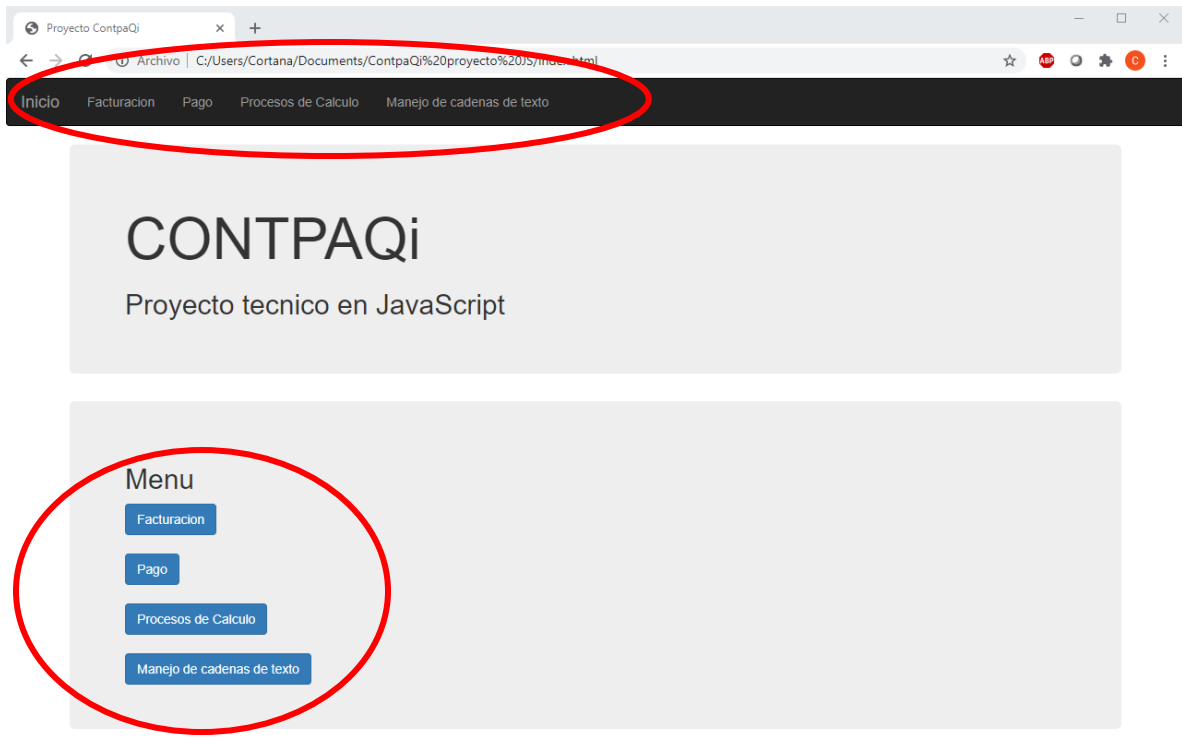 Proyecto ContpaQi
Archivo C:/Users/Cortana/Documents/ContpaQi%20proyecto%20JS/index.html
ABP
C
Inicio Facturacion Pago Procesos de Calculo Manejo de cadenas de texto
CONTPAQi
Proyecto tecnico en JavaScript
Menu
Facturacion
Pago
Procesos de Calculo
Manejo de cadenas de texto